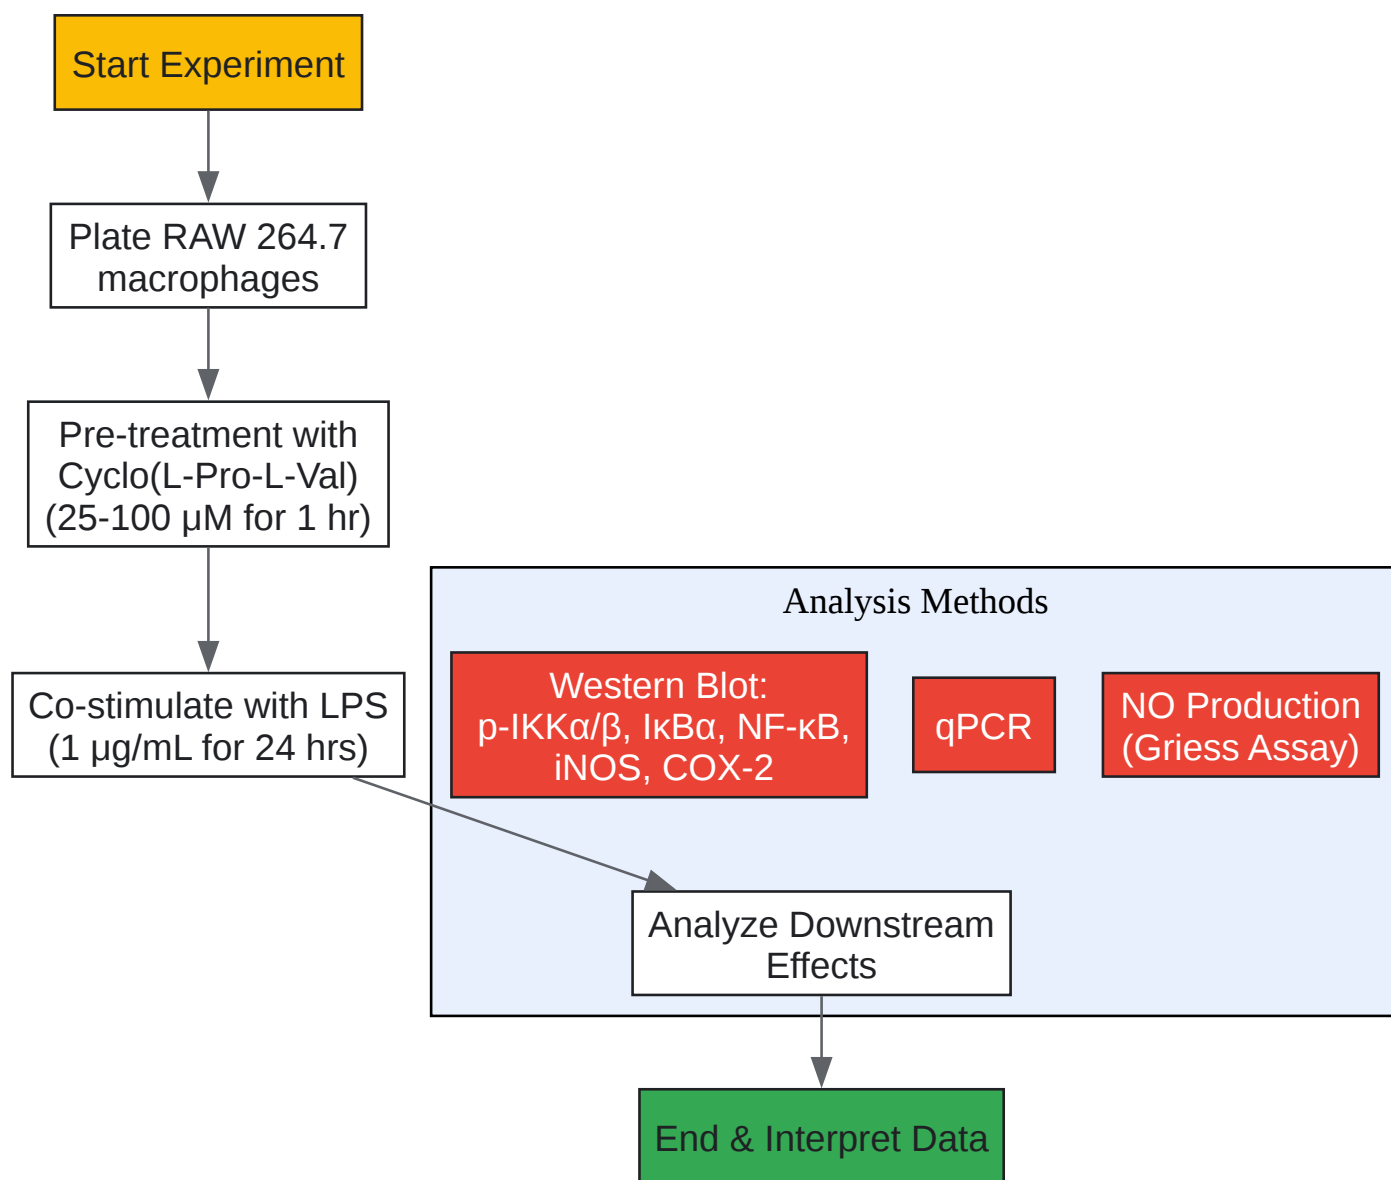 Start Experiment
Plate RAW 264.7
macrophages
Pre-treatment with
Cyclo(L-Pro-L-Val)
(25-100 μM for 1 hr)
Co-stimulate with LPS
(1 μg/mL for 24 hrs)
Analysis Methods
Western Blot:
p-IKKα/β, IκBα, NF-κB,
iNOS, COX-2
qPCR
NO Production
(Griess Assay)
Analyze Downstream
Effects
End & Interpret Data